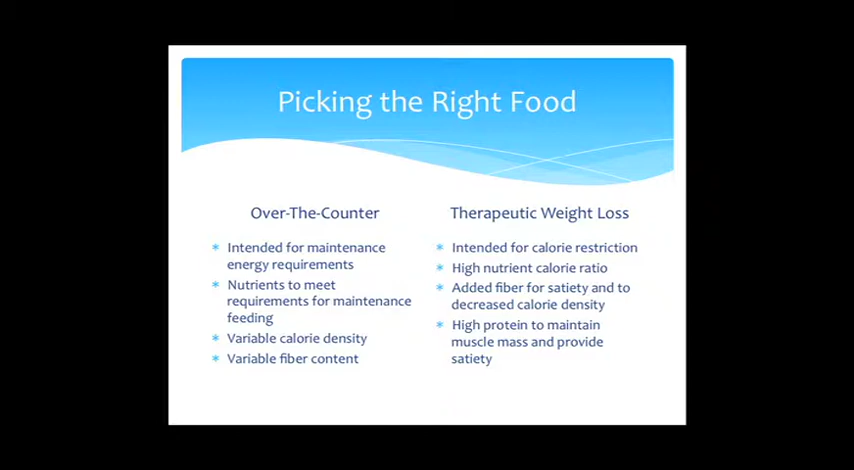 Picking the Right Food
Over-The-Counter
* Intended for maintenance
energy requirements
* Nutrients to meet
requirements for maintenance
feeding
* Variable calorie density
* Variable fiber content
Therapeutic Weight Loss
* Intended for calorie restriction
* High nutrient calorie ratio
* Added fiber for satiety and to
decreased calorie density
* High protein to maintain
muscle mass and provide
satiety